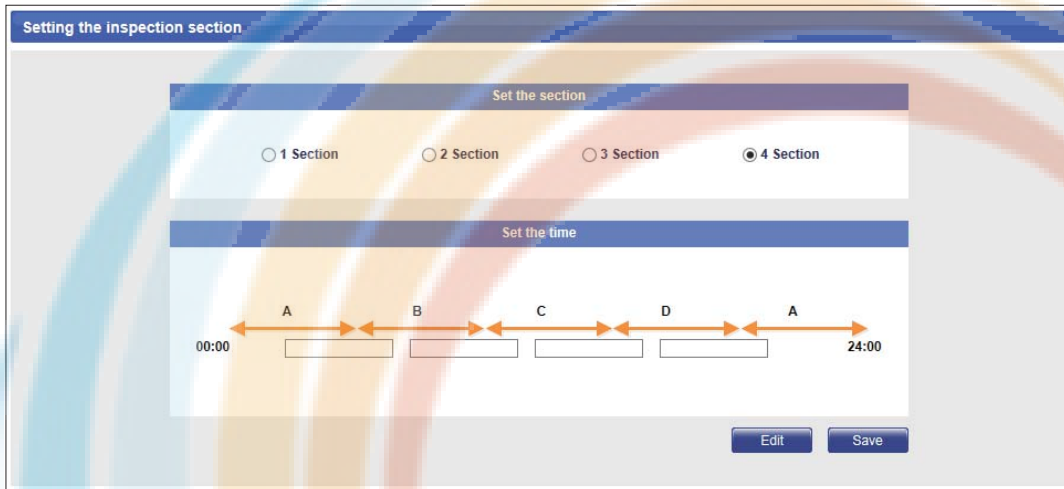 Setting the inspection section
Set the section
1 Section 2 Section 3 Section 4 Section
Set the time
A B C D A
00:00 24:00
Edit Save